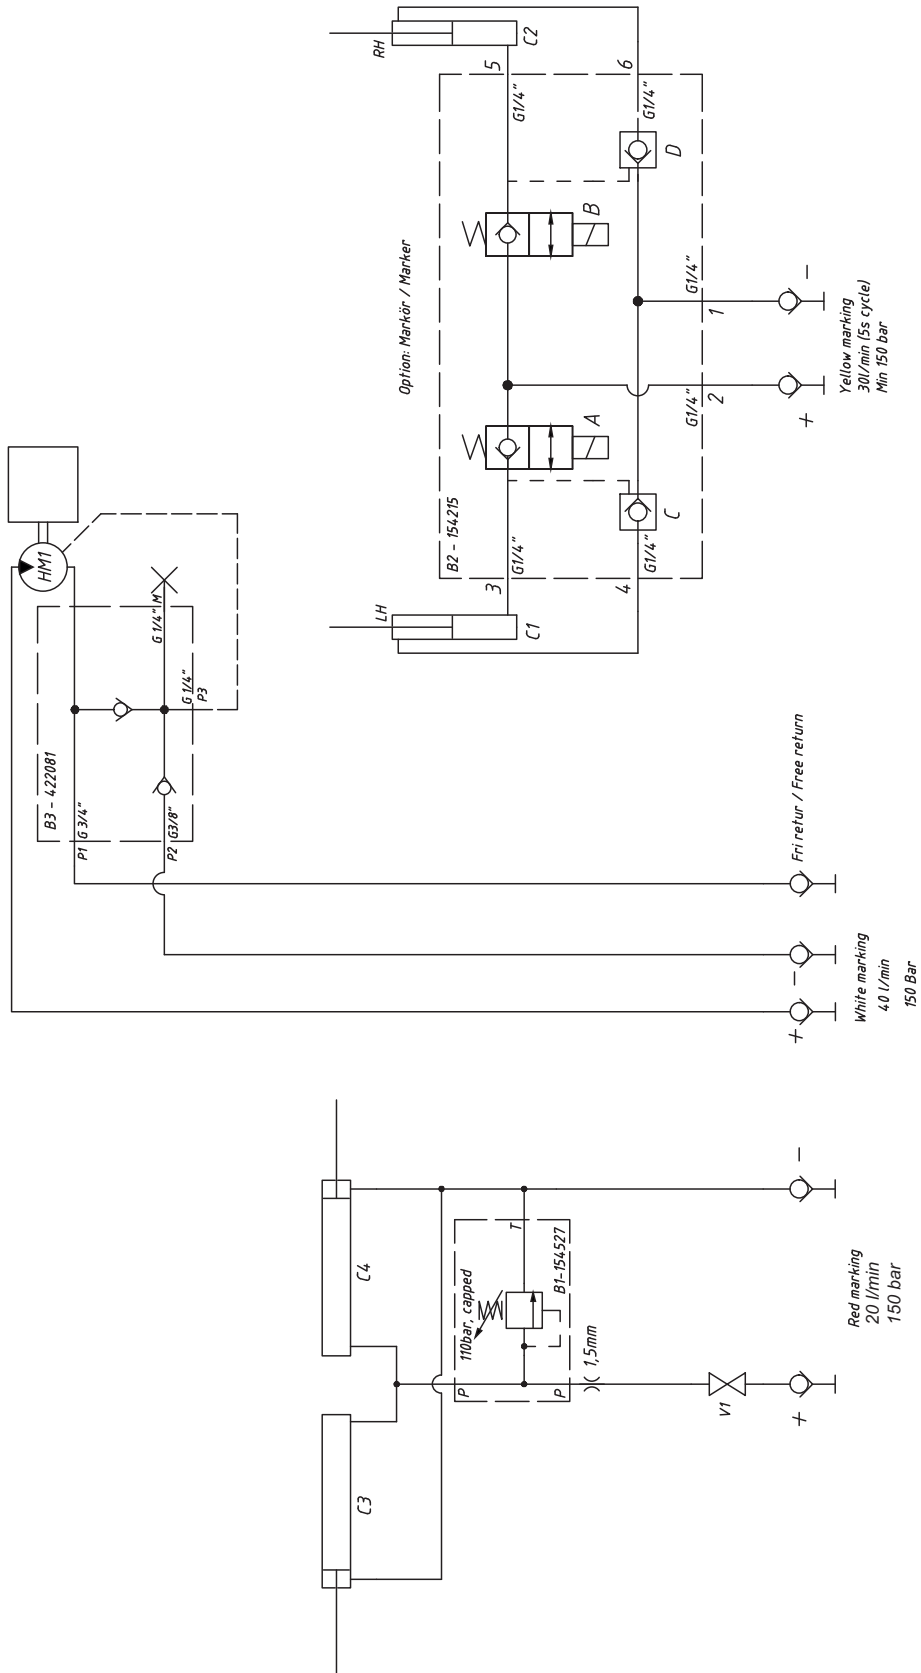 C3
C4
110bar, capped
T
P
P
B1-154527
1,5mm
V1
+
-
Red marking
20 l/min
150 bar
HM1
B3 - 422081
P1
G 3/4"
P2
G3/8"
G 1/4"
M
G 1/4"
P3
+
-
Fri retur / Free return
White marking
40 l/min
150 Bar
Option: Markör / Marker
LH
C1
RH
C2
B2 - 154215
3
G1/4"
4
G1/4"
A
B
C
D
5
G1/4"
6
G1/4"
G1/4"
2
G1/4"
1
+
-
Yellow marking
30l/min (5s cycle)
Min 150 bar